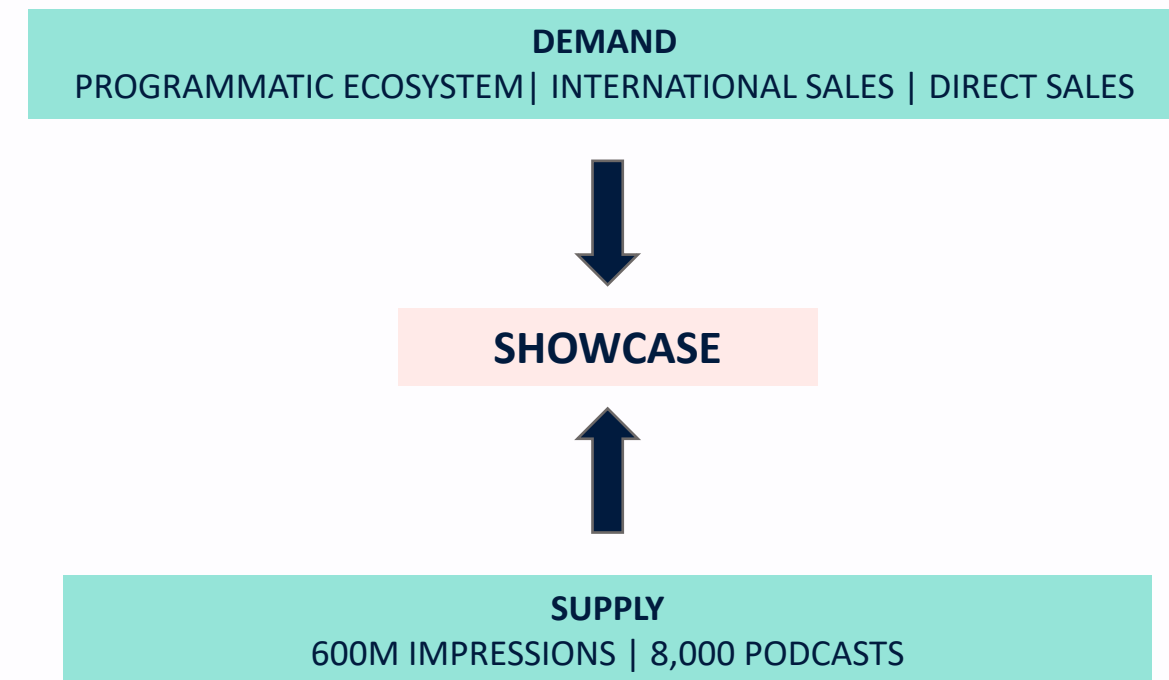 DEMAND
PROGRAMMATIC ECOSYSTEM| INTERNATIONAL SALES | DIRECT SALES
SHOWCASE
SUPPLY
600M IMPRESSIONS | 8,000 PODCASTS